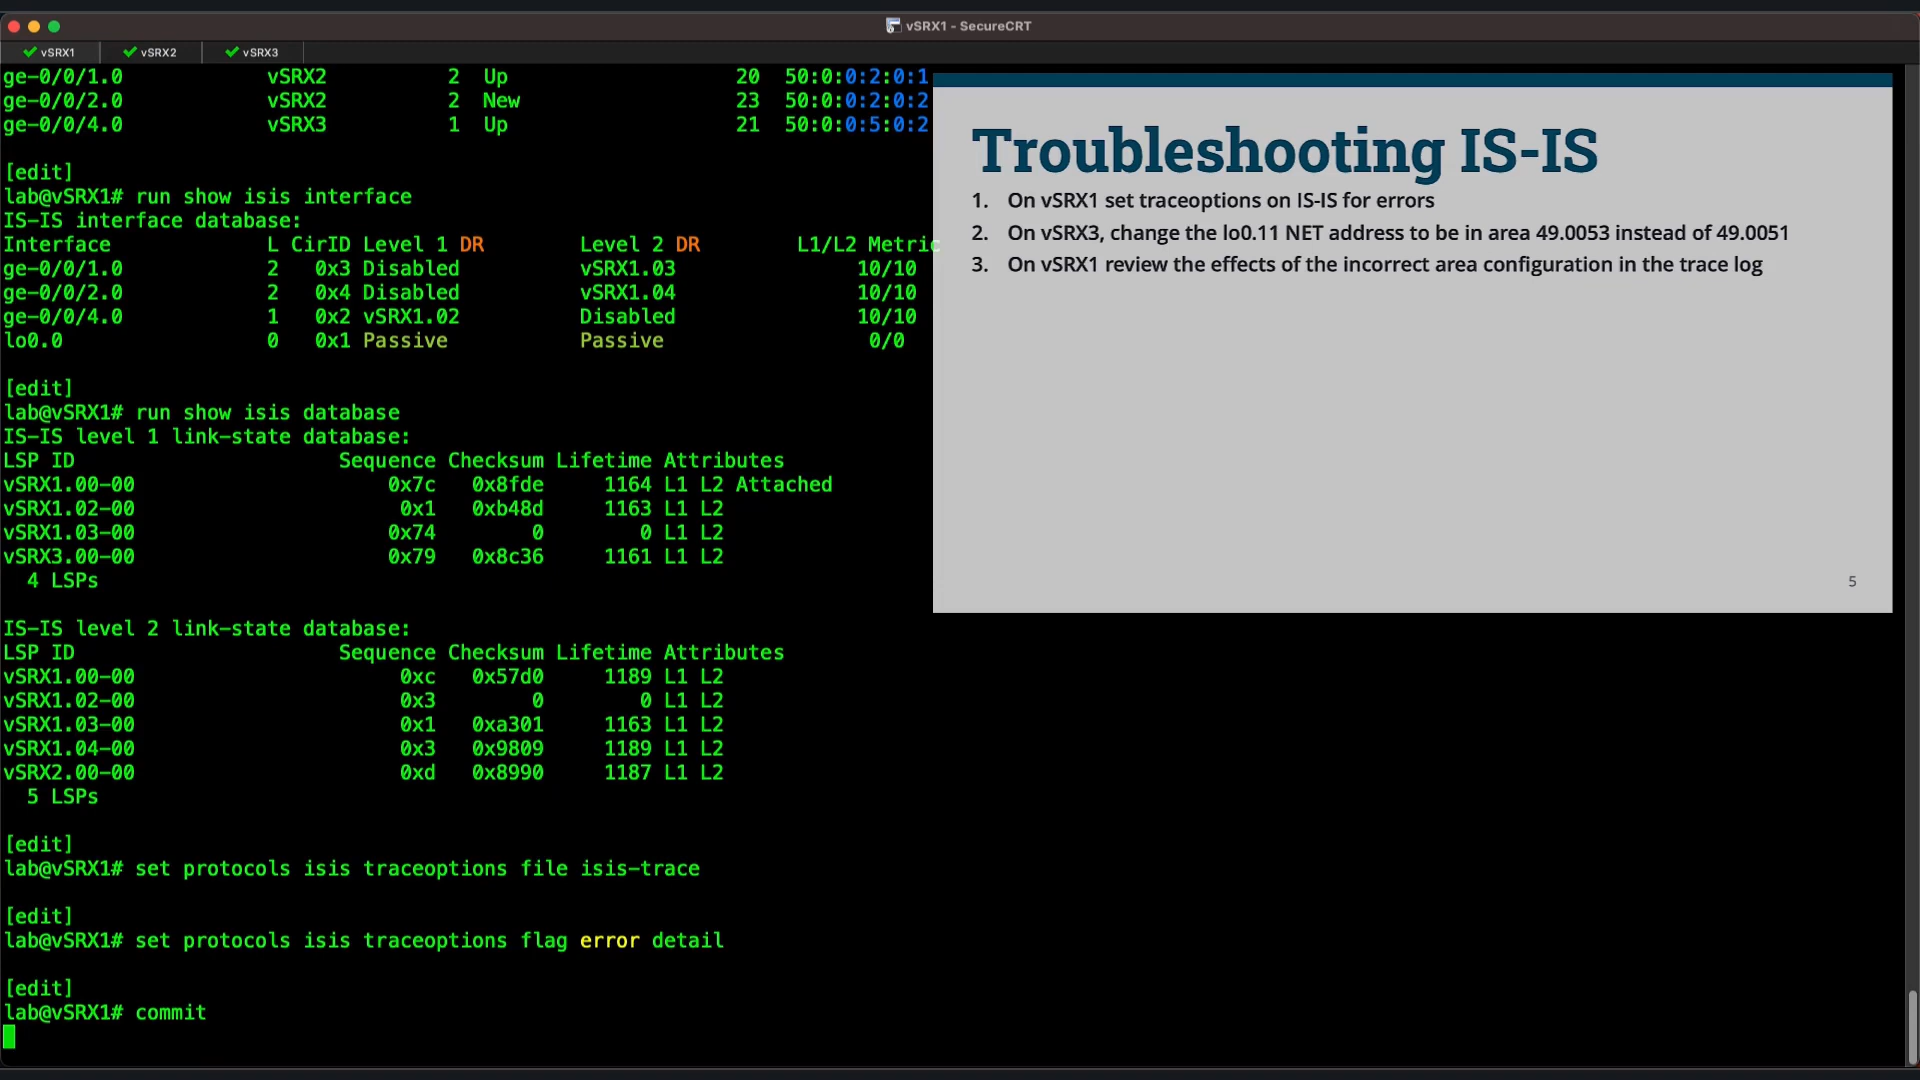 vSRX1 - SecureCRT
vSRX1 vSRX2 vSRX3
ge-0/0/1.0 vSRX2 2 Up 20 50:0:0:2:0:1
ge-0/0/2.0 vSRX2 2 New 23 50:0:0:2:0:2
ge-0/0/4.0 vSRX3 1 Up 21 50:0:0:5:0:2
[edit]
lab@vSRX1# run show isis interface
IS-IS interface database:
Interface L CirID Level 1 DR Level 2 DR L1/L2 Metric
ge-0/0/1.0 2 0x3 Disabled vSRX1.03 10/10
ge-0/0/2.0 2 0x4 Disabled vSRX1.04 10/10
ge-0/0/4.0 1 0x2 vSRX1.02 Disabled 10/10
lo0.0 0 0x1 Passive Passive 0/0
[edit]
lab@vSRX1# run show isis database
IS-IS level 1 link-state database:
LSP ID Sequence Checksum Lifetime Attributes
vSRX1.00-00 0x7c 0x8fde 1164 L1 L2 Attached
vSRX1.02-00 0x1 0xb48d 1163 L1 L2
vSRX1.03-00 0x74 0 0 L1 L2
vSRX3.00-00 0x79 0x8c36 1161 L1 L2
4 LSPs
IS-IS level 2 link-state database:
LSP ID Sequence Checksum Lifetime Attributes
vSRX1.00-00 0xc 0x57d0 1189 L1 L2
vSRX1.02-00 0x3 0 0 L1 L2
vSRX1.03-00 0x1 0xa301 1163 L1 L2
vSRX1.04-00 0x3 0x9809 1189 L1 L2
vSRX2.00-00 0xd 0x8990 1187 L1 L2
5 LSPs
[edit]
lab@vSRX1# set protocols isis traceoptions file isis-trace
[edit]
lab@vSRX1# set protocols isis traceoptions flag error detail
[edit]
lab@vSRX1# commit
Troubleshooting IS-IS
1. On vSRX1 set traceoptions on IS-IS for errors
2. On vSRX3, change the lo0.11 NET address to be in area 49.0053 instead of 49.0051
3. On vSRX1 review the effects of the incorrect area configuration in the trace log
5